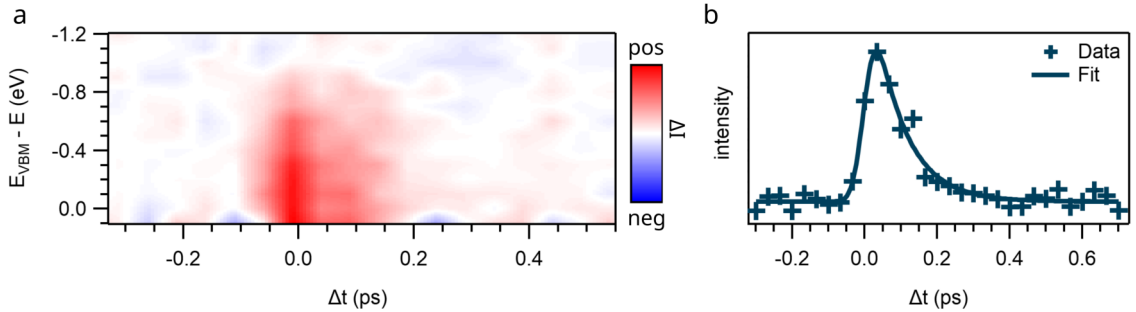 a
b
-1.2
-0.8
-0.4
0.0
E_VBM - E (eV)
-0.2
0.0
0.2
0.4
Δt (ps)
pos
ΔI
neg
intensity
Data
Fit
-0.2
0.0
0.2
0.4
0.6
Δt (ps)